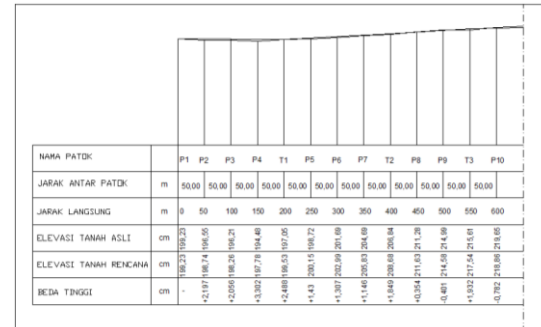 NAMA PATOK P1 P2 P3 P4 T1 P5 P6 P7 T2 P8 P9 T3 P10
JARAK ANTAR PATOK m 50,00 50,00 50,00 50,00 50,00 50,00 50,00 50,00 50,00 50,00 50,00 50,00
JARAK LANGSUNG m 0 50 100 150 200 250 300 350 400 450 500 550 600
ELEVASI TANAH ASLI cm 199,23 196,55 196,21 194,48 197,05 198,72 201,69 204,69 206,84 211,28 214,99 215,61 219,65
ELEVASI TANAH RENCANA cm 199,23 198,74 198,26 197,78 199,53 200,15 202,99 205,83 208,68 211,63 214,58 217,54 218,86
BEDA TINGGI cm - +2,197 +2,056 +3,302 +2,488 +1,43 +1,307 +1,146 +1,849 +0,354 -0,401 +1,932 -0,782